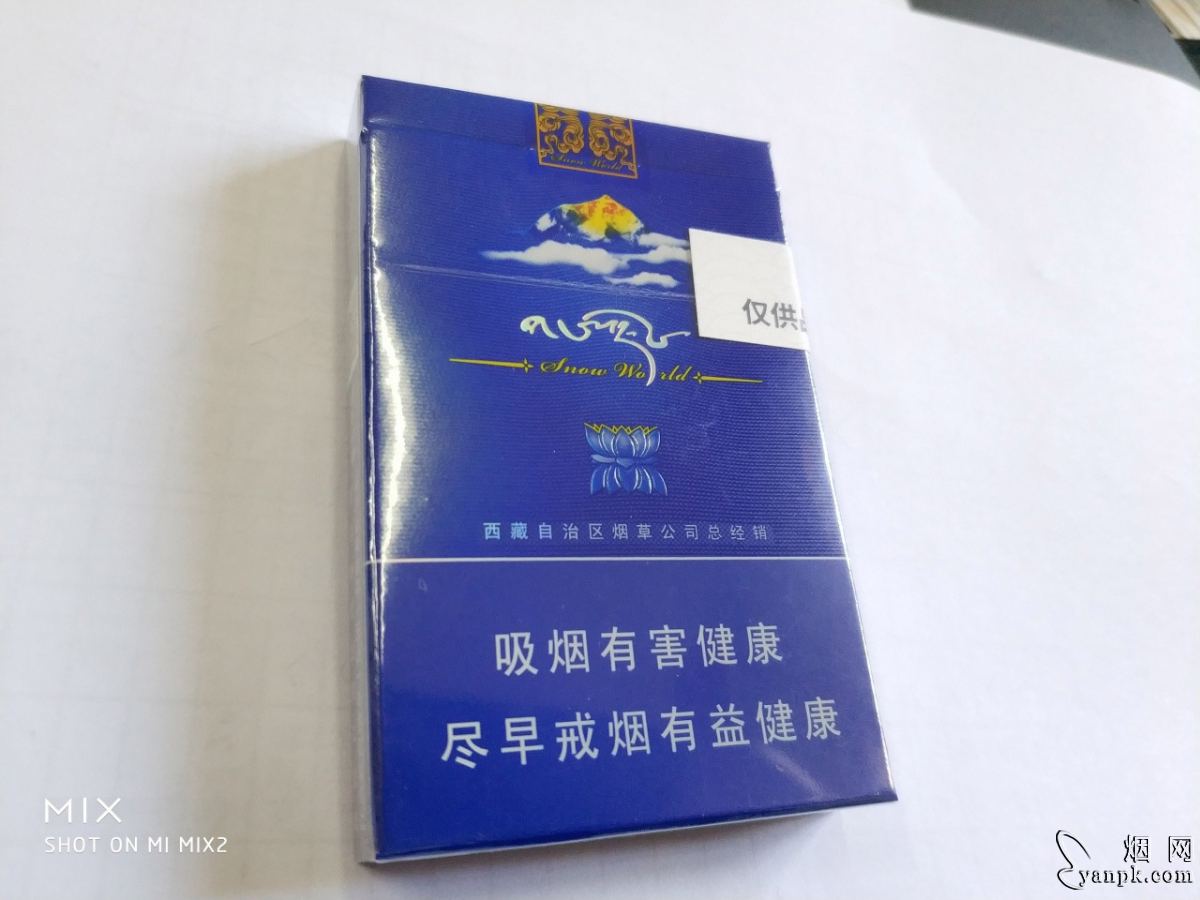 Snow World
仅供
Snow World
西藏自治区烟草公司总经销
吸烟有害健康
尽早戒烟有益健康
MIX
SHOT ON MI MIX2
烟网
yanpk.com